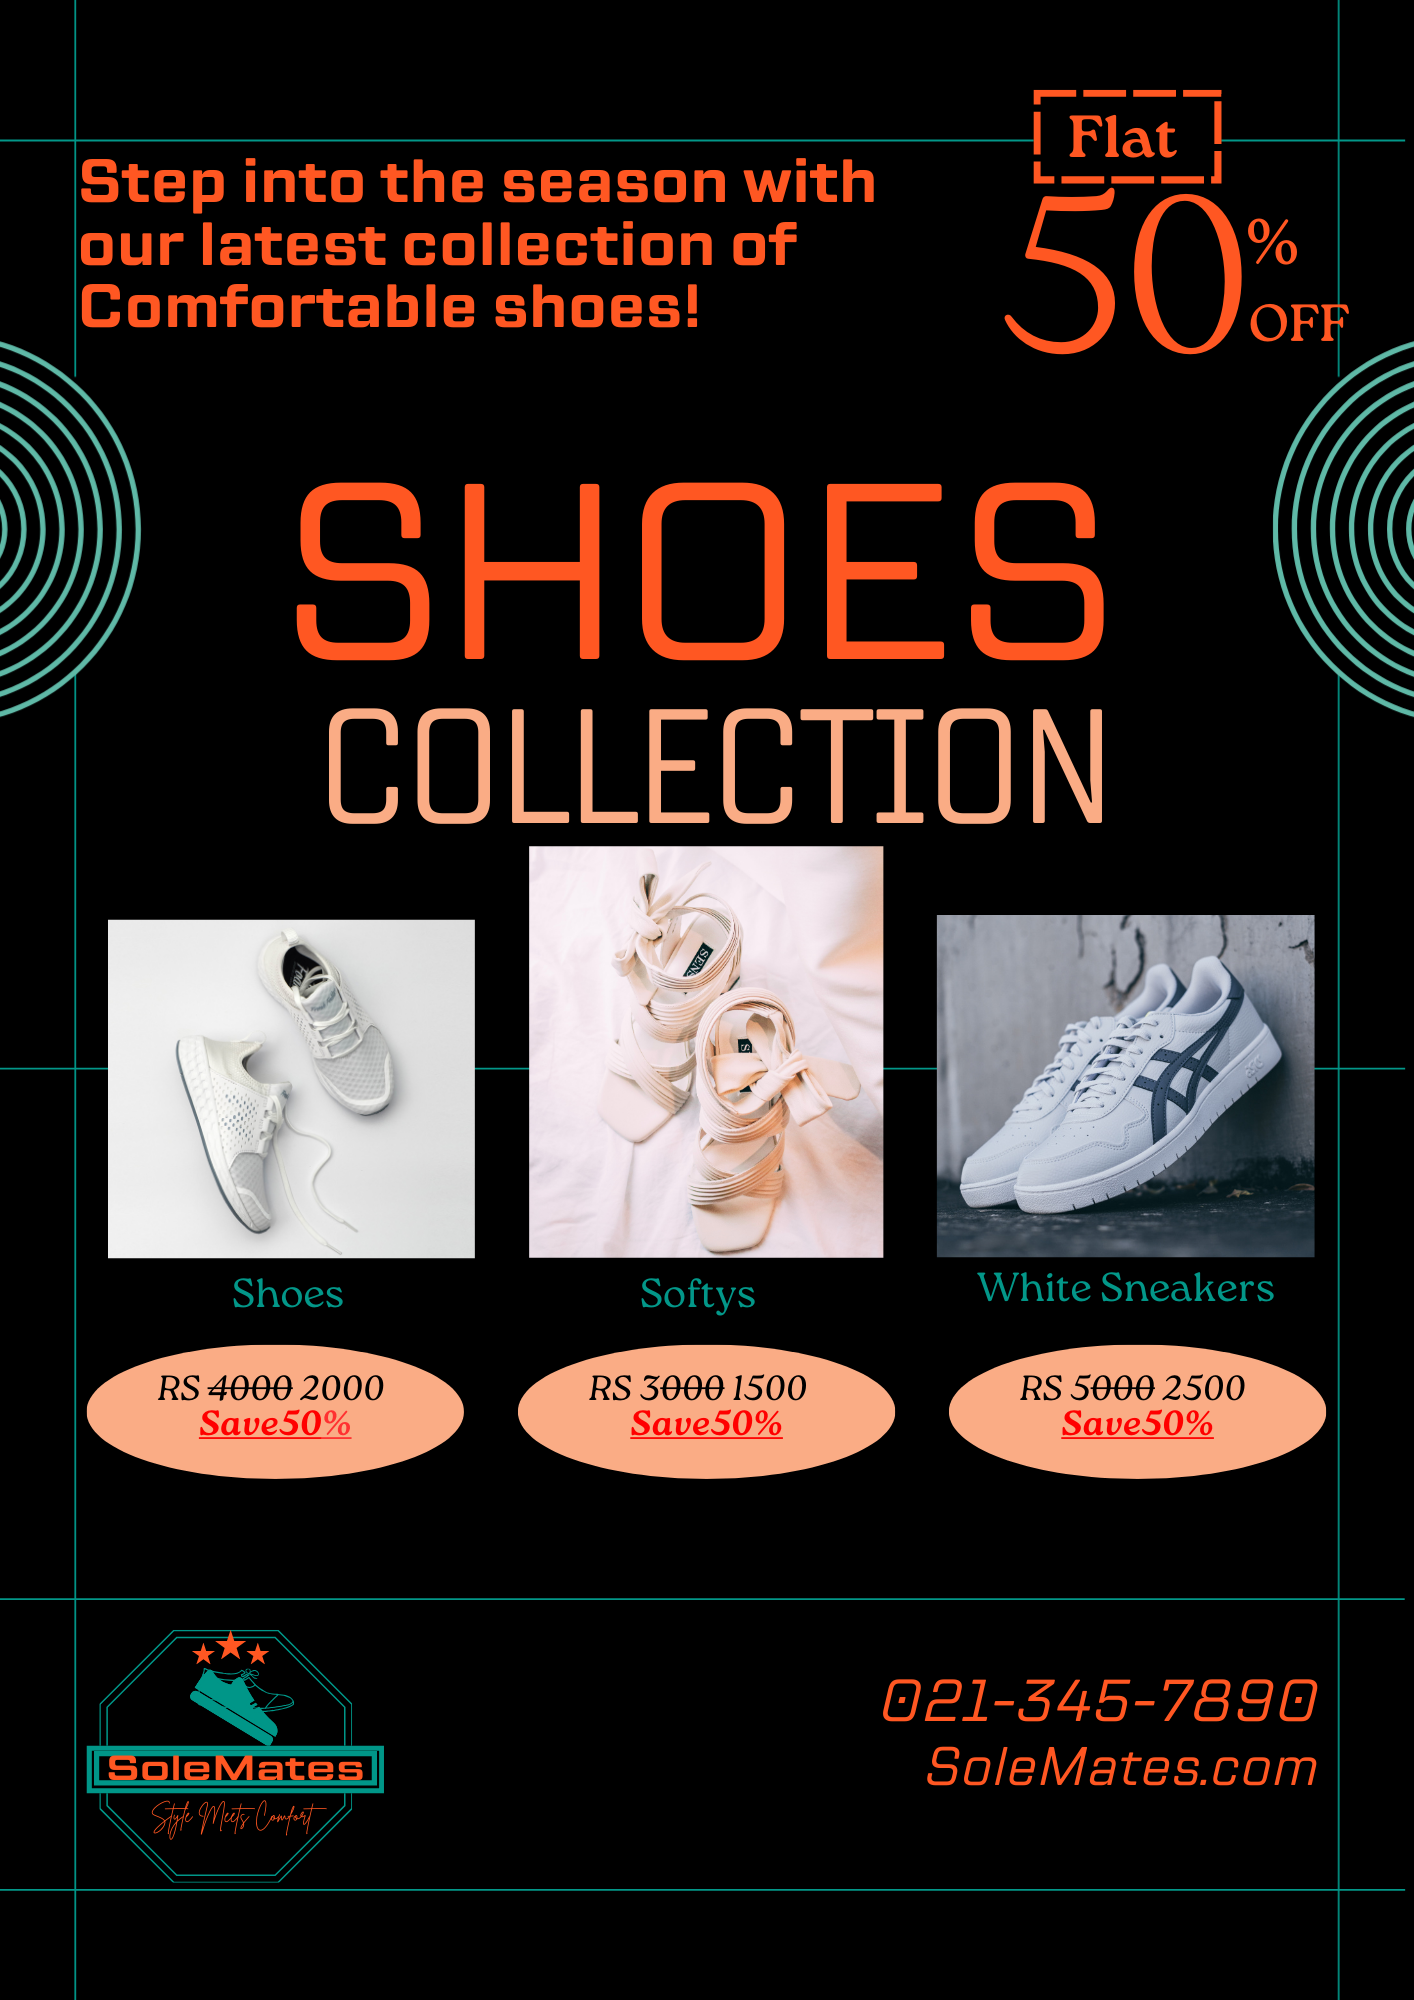 Step into the season with
our latest collection of
Comfortable shoes!
Flat
50%
OFF
SHOES
COLLECTION
Shoes
Softys
White Sneakers
RS 4000 2000
Save50%
RS 3000 1500
Save50%
RS 5000 2500
Save50%
SoleMates
Style Meets Comfort
021-345-7890
SoleMates.com